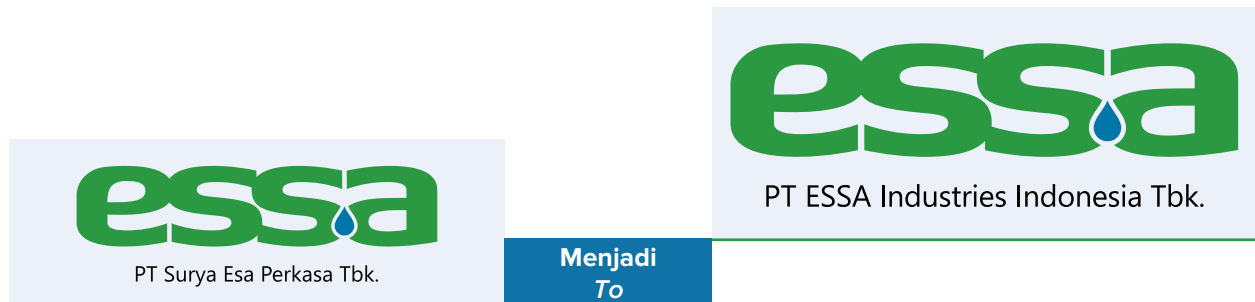 essa
PT Surya Esa Perkasa Tbk.
Menjadi
To
essa
PT ESSA Industries Indonesia Tbk.